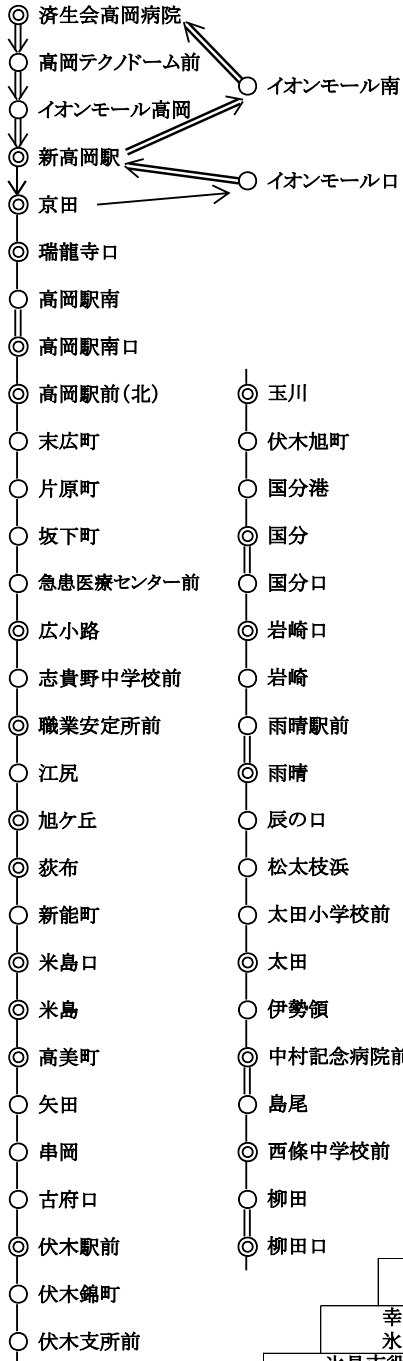 済生会高岡病院
高岡テクノドーム前
イオンモール高岡
新高岡駅
京田
イオンモール南
イオンモール口
瑞龍寺口
高岡駅南
高岡駅南口
高岡駅前(北)
末広町
片原町
坂下町
急患医療センター前
広小路
志貴野中学校前
職業安定所前
江尻
旭ケ丘
荻布
新能町
米島口
米島
高美町
矢田
串岡
古府口
伏木駅前
伏木錦町
伏木支所前
玉川
伏木旭町
国分港
国分
国分口
岩崎口
岩崎
雨晴駅前
雨晴
辰の口
松太枝浜
太田小学校前
太田
伊勢領
中村記念病院前
島尾
西條中学校前
柳田
柳田口
幸
氷